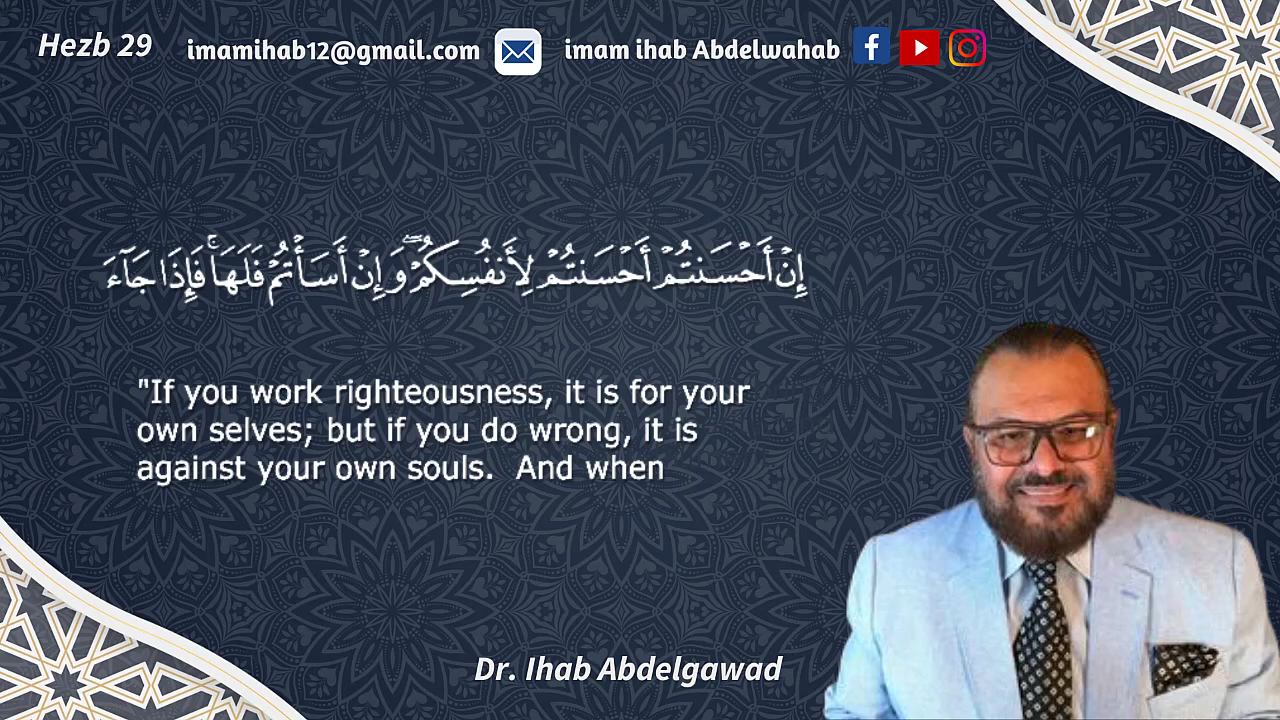 Hezb 29
imamihab12@gmail.com
imam ihab Abdelwahab
إِنْ أَحْسَنتُمْ أَحْسَنتُمْ لِأَنفُسِكُمْ ۖ وَإِنْ أَسَأْتُمْ فَلَهَا ۚ فَإِذَا جَآءَ
"If you work righteousness, it is for your
own selves; but if you do wrong, it is
against your own souls.  And when
Dr. Ihab Abdelgawad